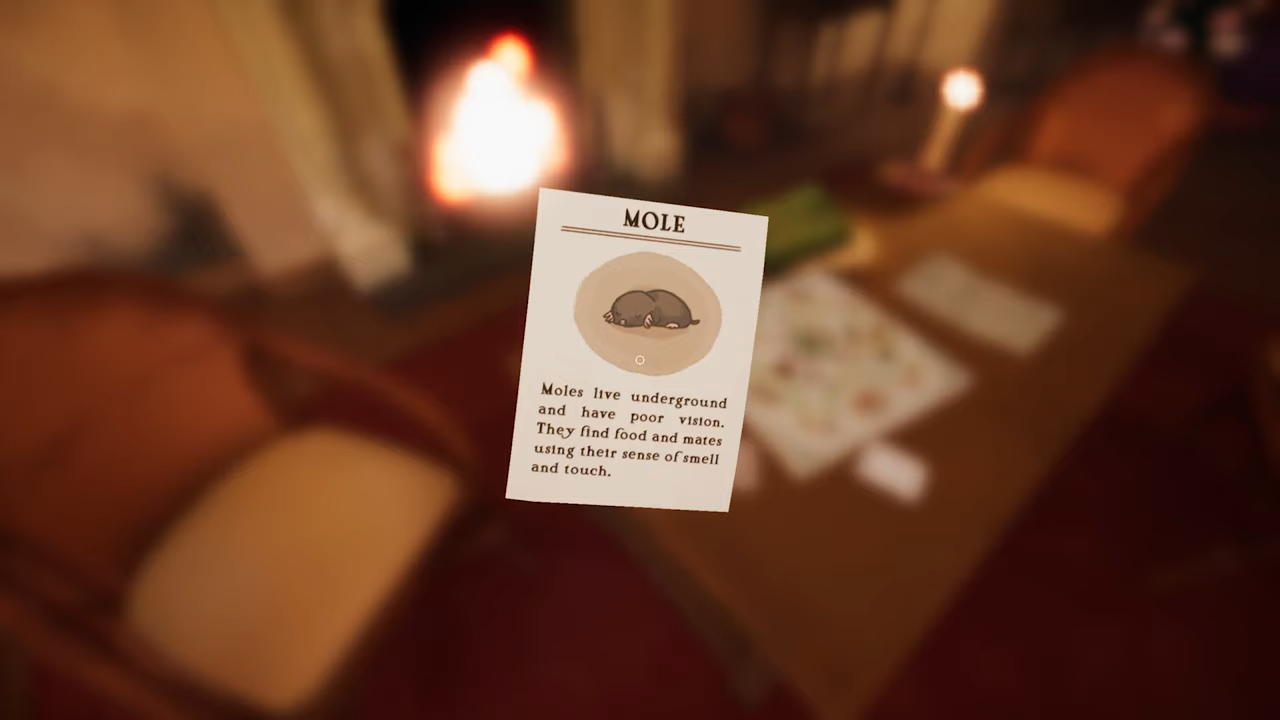 MOLE
Moles live underground
and have poor vision.
They find food and mates
using their sense of smell
and touch.